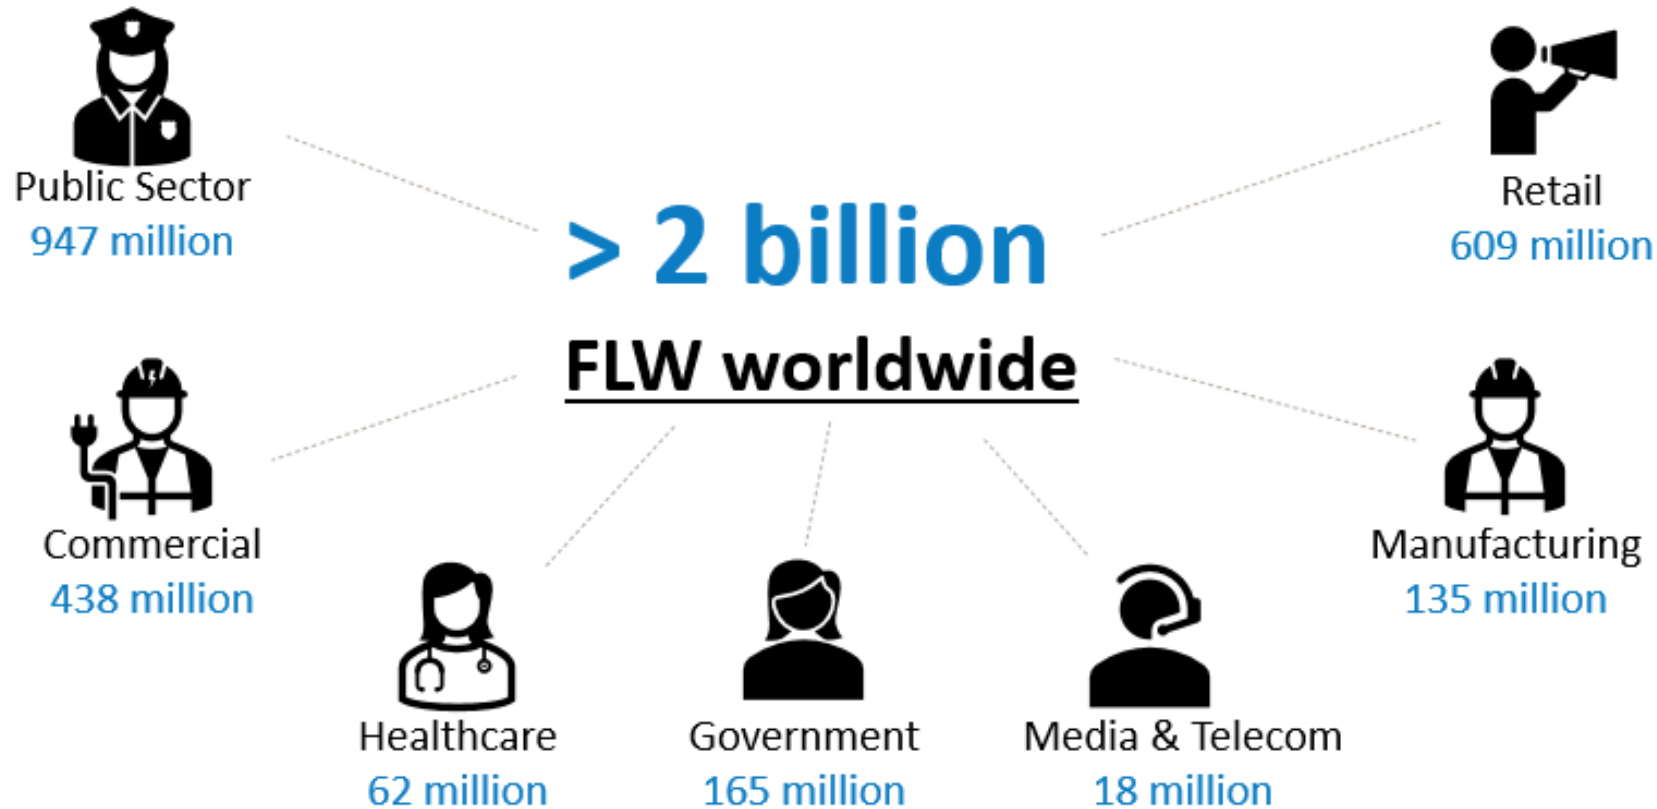 Public Sector
947 million
> 2 billion
FLW worldwide
Retail
609 million
Commercial
438 million
Manufacturing
135 million
Healthcare
62 million
Government
165 million
Media & Telecom
18 million